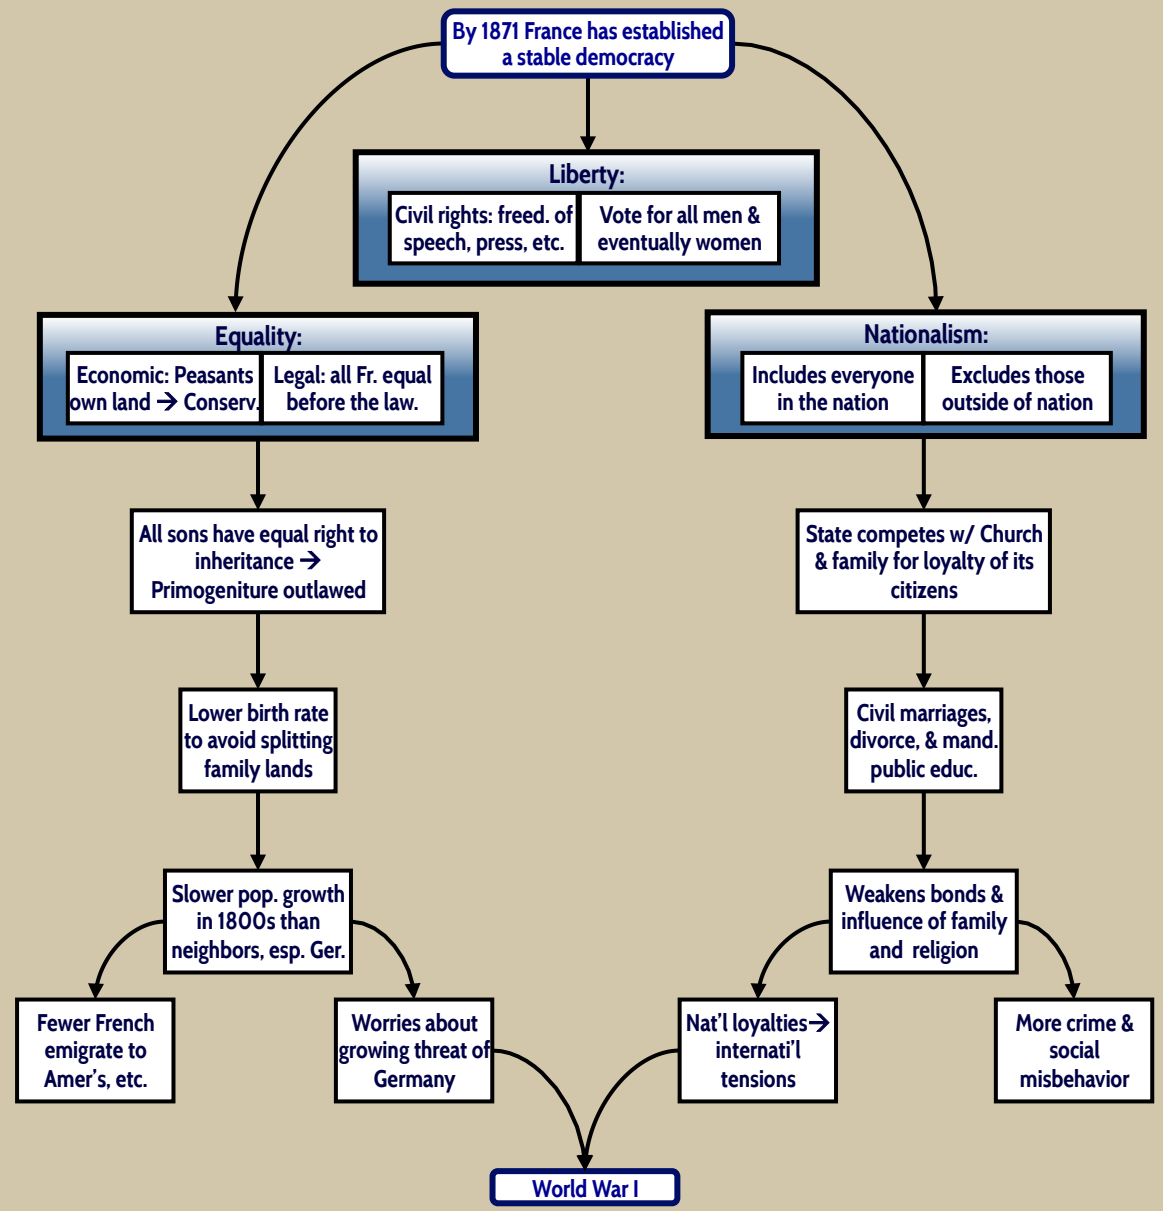 By 1871 France has established
a stable democracy
Liberty:
Civil rights: freed. of
speech, press, etc.
Vote for all men &
eventually women
Equality:
Economic: Peasants
own land → Conserv.
Legal: all Fr. equal
before the law.
Nationalism:
Includes everyone
in the nation
Excludes those
outside of nation
All sons have equal right to
inheritance →
Primogeniture outlawed
State competes w/ Church
& family for loyalty of its
citizens
Lower birth rate
to avoid splitting
family lands
Civil marriages,
divorce, & mand.
public educ.
Slower pop. growth
in 1800s than
neighbors, esp. Ger.
Weakens bonds &
influence of family
and religion
Fewer French
emigrate to
Amer's, etc.
Worries about
growing threat of
Germany
Nat'l loyalties→
internati'l
tensions
More crime &
social
misbehavior
World War I